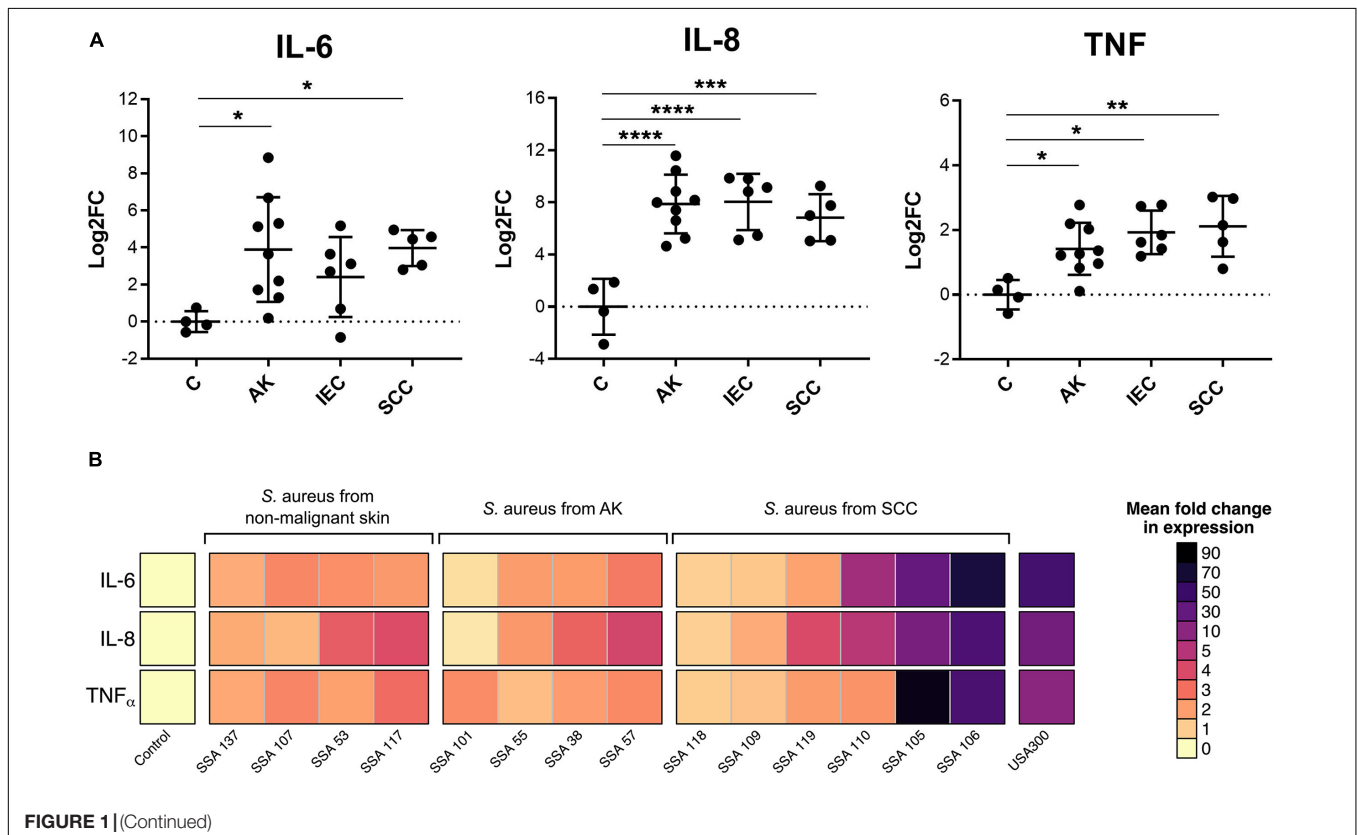 A
IL-6
IL-8
TNF
*
*
12
10
8
6
4
2
0
-2
Log2FC
C
AK
IEC
SCC
***
****
****
16
12
8
4
0
-4
Log2FC
C
AK
IEC
SCC
**
*
*
6
4
2
0
-2
Log2FC
C
AK
IEC
SCC
B
S. aureus from
non-malignant skin
S. aureus from AK
S. aureus from SCC
IL-6
IL-8
TNFα
Control
SSA 137
SSA 107
SSA 53
SSA 117
SSA 101
SSA 55
SSA 38
SSA 57
SSA 118
SSA 109
SSA 119
SSA 110
SSA 105
SSA 106
USA300
Mean fold change
in expression
90
70
50
30
10
5
4
3
2
1
0
FIGURE 1 | (Continued)